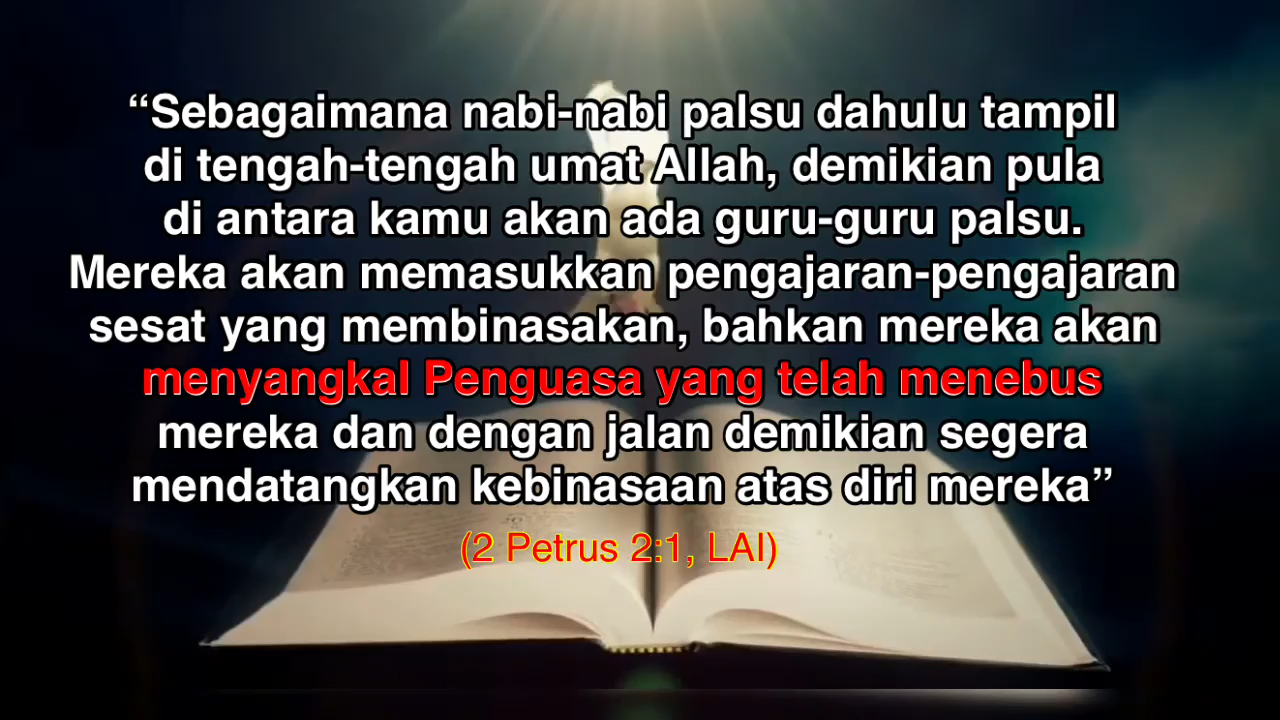 “Sebagaimana nabi-nabi palsu dahulu tampil
di tengah-tengah umat Allah, demikian pula
di antara kamu akan ada guru-guru palsu.
Mereka akan memasukkan pengajaran-pengajaran
sesat yang membinasakan, bahkan mereka akan
menyangkal Penguasa yang telah menebus
mereka dan dengan jalan demikian segera
mendatangkan kebinasaan atas diri mereka”
(2 Petrus 2:1, LAI)